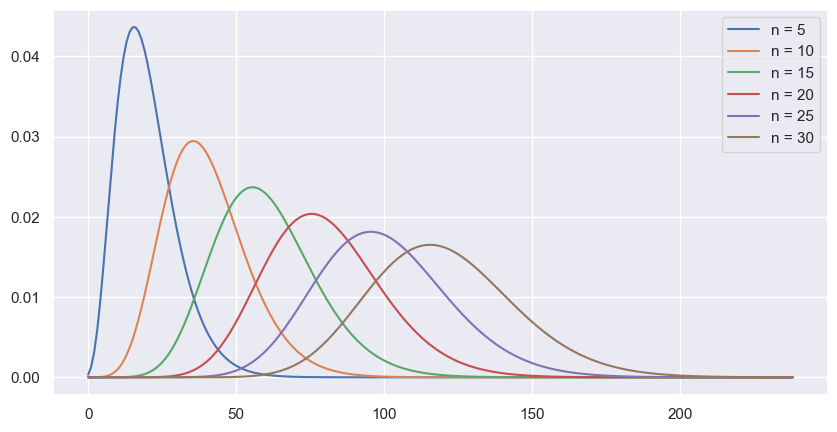 n = 5
n = 10
n = 15
n = 20
n = 25
n = 30
0.04
0.03
0.02
0.01
0.00
0 50 100 150 200